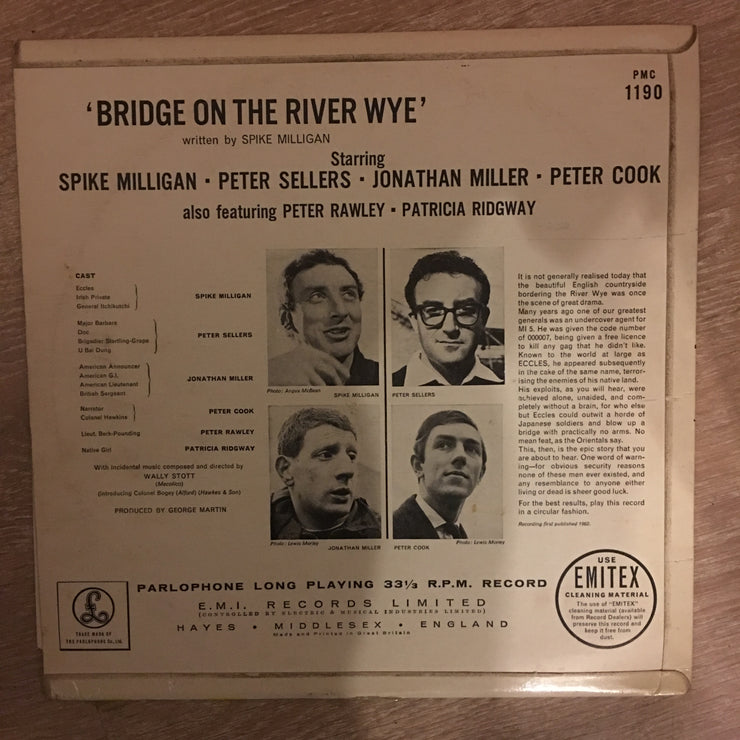 PMC
1190
'BRIDGE ON THE RIVER WYE'
written by SPIKE MILLIGAN
Starring
SPIKE MILLIGAN · PETER SELLERS · JONATHAN MILLER · PETER COOK
also featuring PETER RAWLEY · PATRICIA RIDGWAY
CAST
Eccles
Irish Private
General Itchikutchi
SPIKE MILLIGAN
Major Barbara
Doc
Brigadier Startling-Grope
U Bai Dung
PETER SELLERS
American Announcer
American G.I.
American Lieutenant
British Sergeant
JONATHAN MILLER
Narrator
Colonel Hawkins
PETER COOK
Lieut. Berk-Pounding
PETER RAWLEY
Native Girl
PATRICIA RIDGWAY
With incidental music composed and directed by
WALLY STOTT
(Mecolico)
(introducing Colonel Bogey (Alford) (Hawkes & Son)
PRODUCED BY GEORGE MARTIN
Photo: Angus McBean
SPIKE MILLIGAN
PETER SELLERS
Photo: Lewis Morley
JONATHAN MILLER
PETER COOK
Photo: Lewis Morley
It is not generally realised today that
the beautiful English countryside
bordering the River Wye was once
the scene of great drama.
Many years ago one of our greatest
generals was an undercover agent for
MI 5. He was given the code number
of 000007, being given a free licence
to kill any gag that he didn't like.
Known to the world at large as
ECCLES, he appeared subsequently
in the cake of the same name, terror-
ising the enemies of his native land.
His exploits, as you will hear, were
achieved alone, unaided, and com-
pletely without a brain, for who else
but Eccles could outwit a horde of
Japanese soldiers and blow up a
bridge with practically no arms. No
mean feat, as the Orientals say.
This, then, is the epic story that you
are about to hear. One word of warn-
ing—for obvious security reasons
none of these men ever existed, and
any resemblance to anyone either
living or dead is sheer good luck.
For the best results, play this record
in a circular fashion.
Recording first published 1962.
£
TRADE MARK OF
THE PARLOPHONE Co., Ltd.
PARLOPHONE LONG PLAYING 33⅓ R.P.M. RECORD
E.M.I. RECORDS LIMITED
(CONTROLLED BY ELECTRIC & MUSICAL INDUSTRIES LIMITED)
HAYES · MIDDLESEX · ENGLAND
Made and Printed in Great Britain
USE
EMITEX
CLEANING MATERIAL
The use of "EMITEX"
cleaning material (available
from Record Dealers) will
preserve this record and
keep it free from
dust.